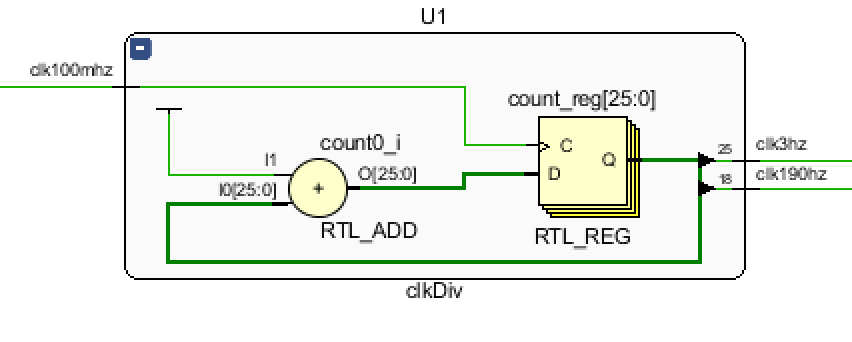 U1
clk100mhz
count_reg[25:0]
count0_i
I1
I0[25:0]
+
O[25:0]
C
D
Q
25
clk3hz
18
clk190hz
RTL_ADD
RTL_REG
clkDiv